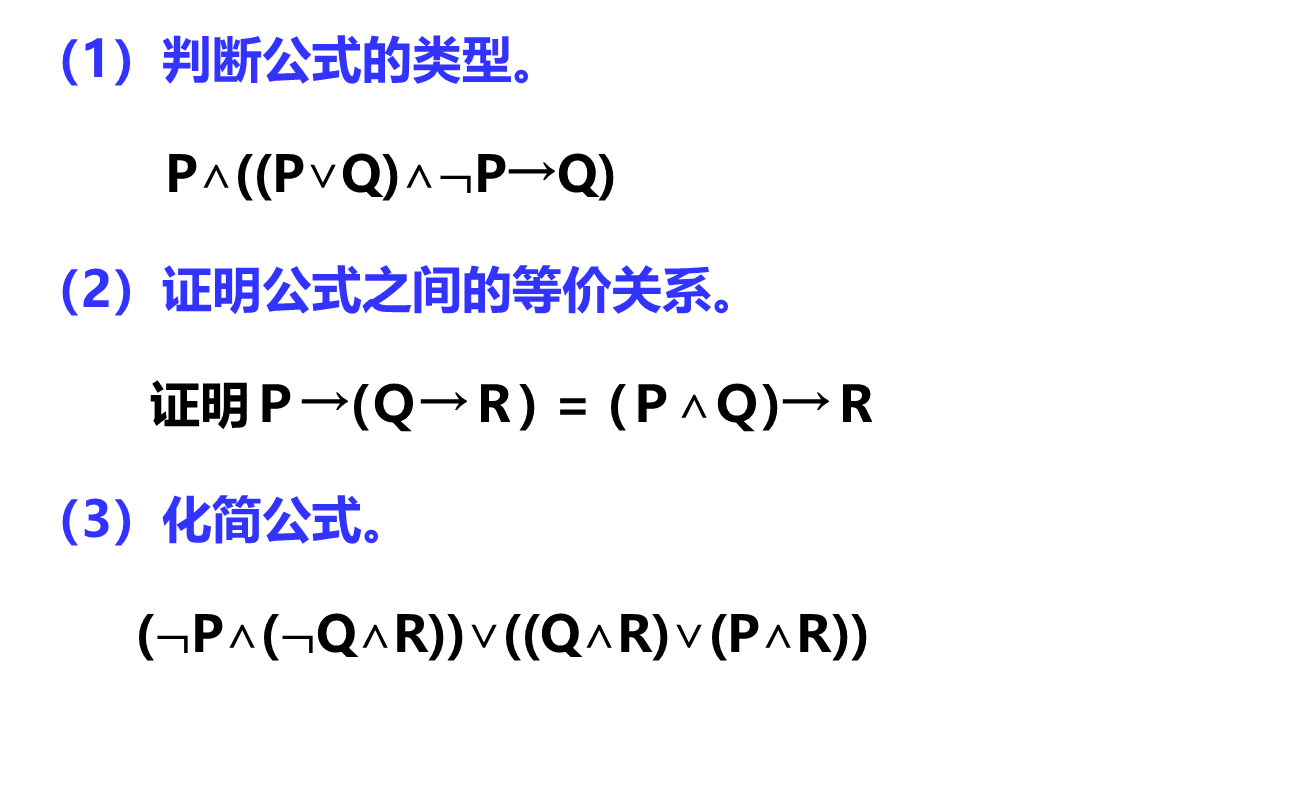 （1）判断公式的类型。
P∧((P∨Q)∧¬P→Q)
（2）证明公式之间的等价关系。
证明 P →(Q→ R ) = ( P ∧ Q)→ R
（3）化简公式。
(¬P∧(¬Q∧R))∨((Q∧R)∨(P∧R))